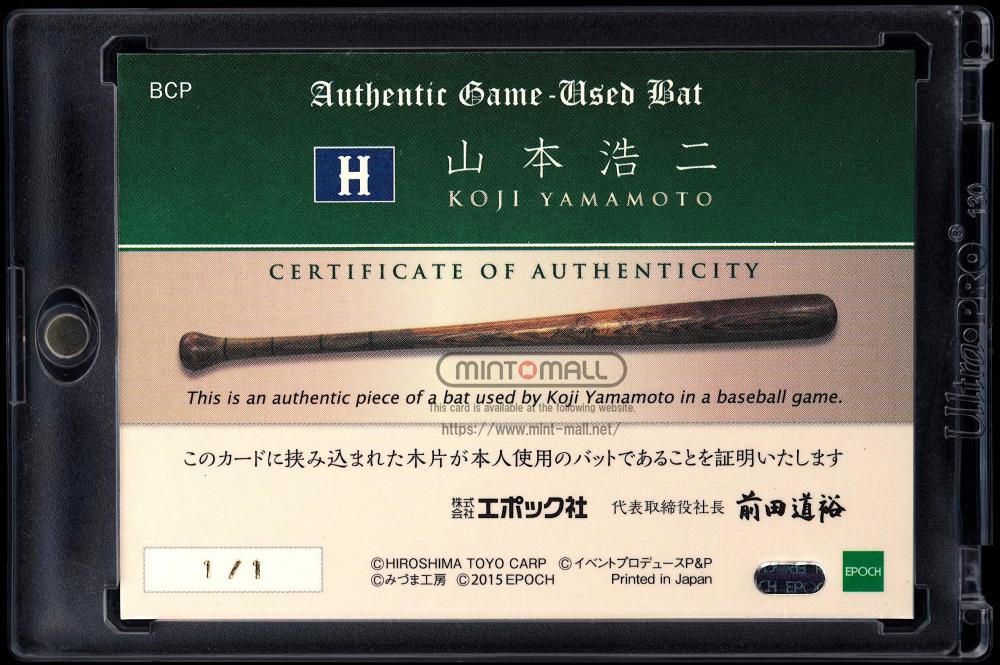 BCP
Authentic Game-Used Bat
H
山本浩二
KOJI YAMAMOTO
CERTIFICATE OF AUTHENTICITY
MINT MALL
This is an authentic piece of a bat used by Koji Yamamoto in a baseball game.
This card is available at the following website.
https://www.mint-mall.net/
このカードに挟み込まれた木片が本人使用のバットであることを証明いたします
株式会社エポック社 代表取締役社長 前田道裕
1/1
©HIROSHIMA TOYO CARP ©イベントプロデュースP&P
©みづま工房 ©2015 EPOCH Printed in Japan
EPOCH
Ultra•PRO® 130